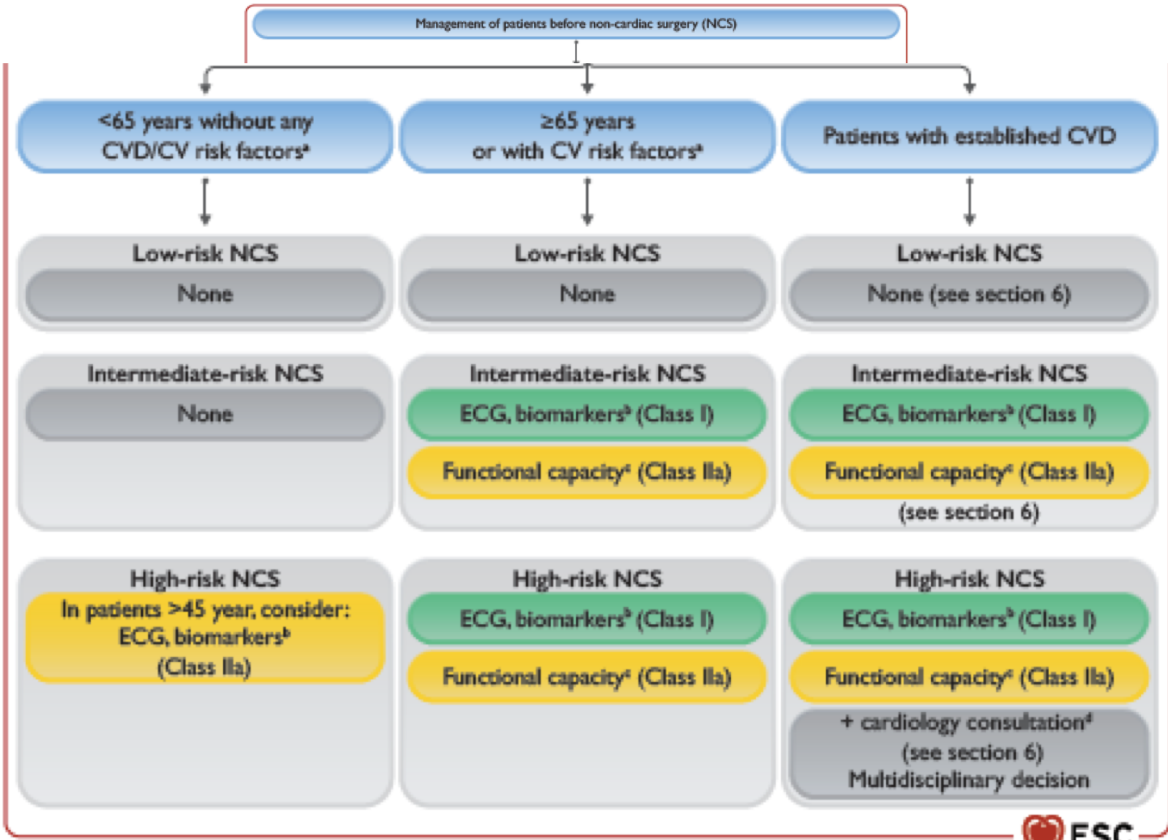 Management of patients before non-cardiac surgery (NCS)
<65 years without any
CVD/CV risk factorsᵃ
≥65 years
or with CV risk factorsᵃ
Patients with established CVD
Low-risk NCS
None
Low-risk NCS
None
Low-risk NCS
None (see section 6)
Intermediate-risk NCS
None
Intermediate-risk NCS
ECG, biomarkersᵇ (Class I)
Functional capacityᶜ (Class IIa)
Intermediate-risk NCS
ECG, biomarkersᵇ (Class I)
Functional capacityᶜ (Class IIa)
(see section 6)
High-risk NCS
In patients >45 year, consider:
ECG, biomarkersᵇ
(Class IIa)
High-risk NCS
ECG, biomarkersᵇ (Class I)
Functional capacityᶜ (Class IIa)
High-risk NCS
ECG, biomarkersᵇ (Class I)
Functional capacityᶜ (Class IIa)
+ cardiology consultationᵈ
(see section 6)
Multidisciplinary decision
ESC